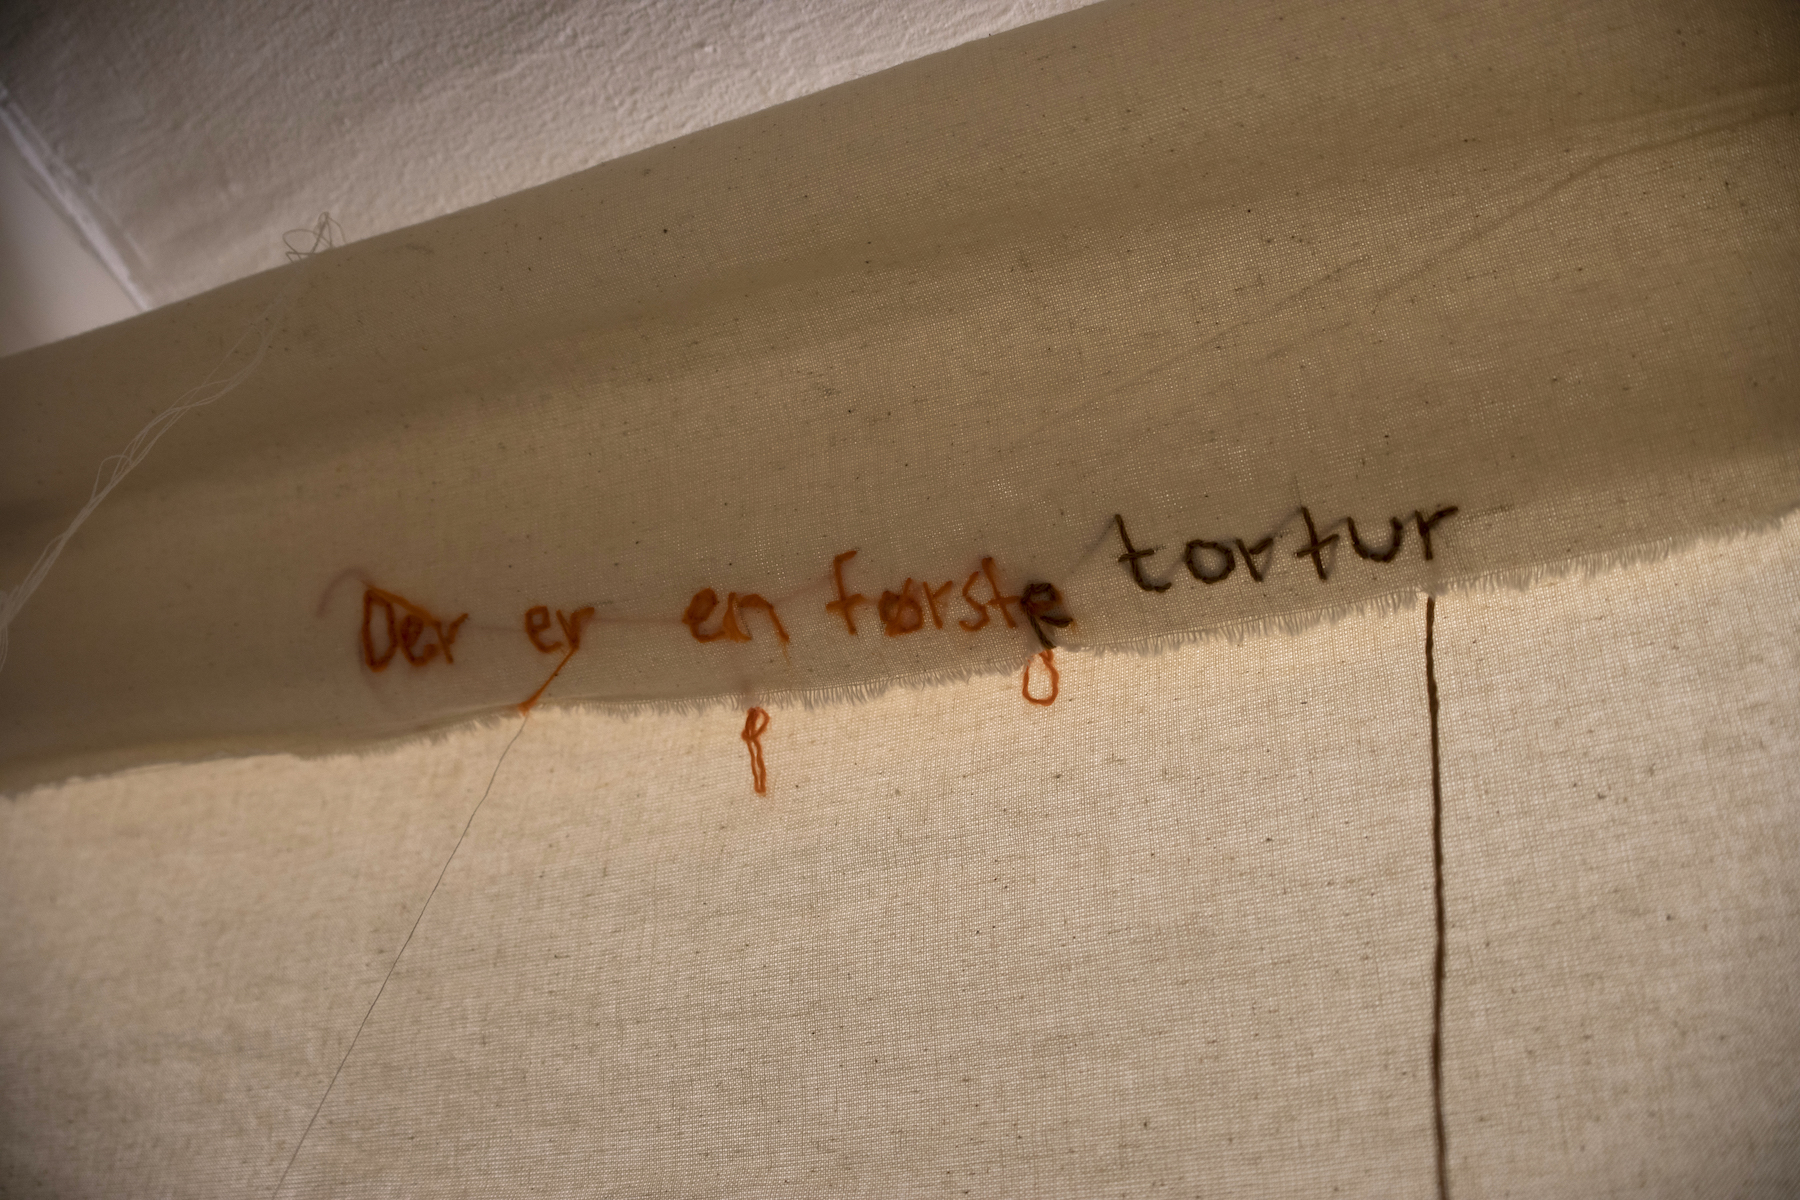 Der er en første tortur